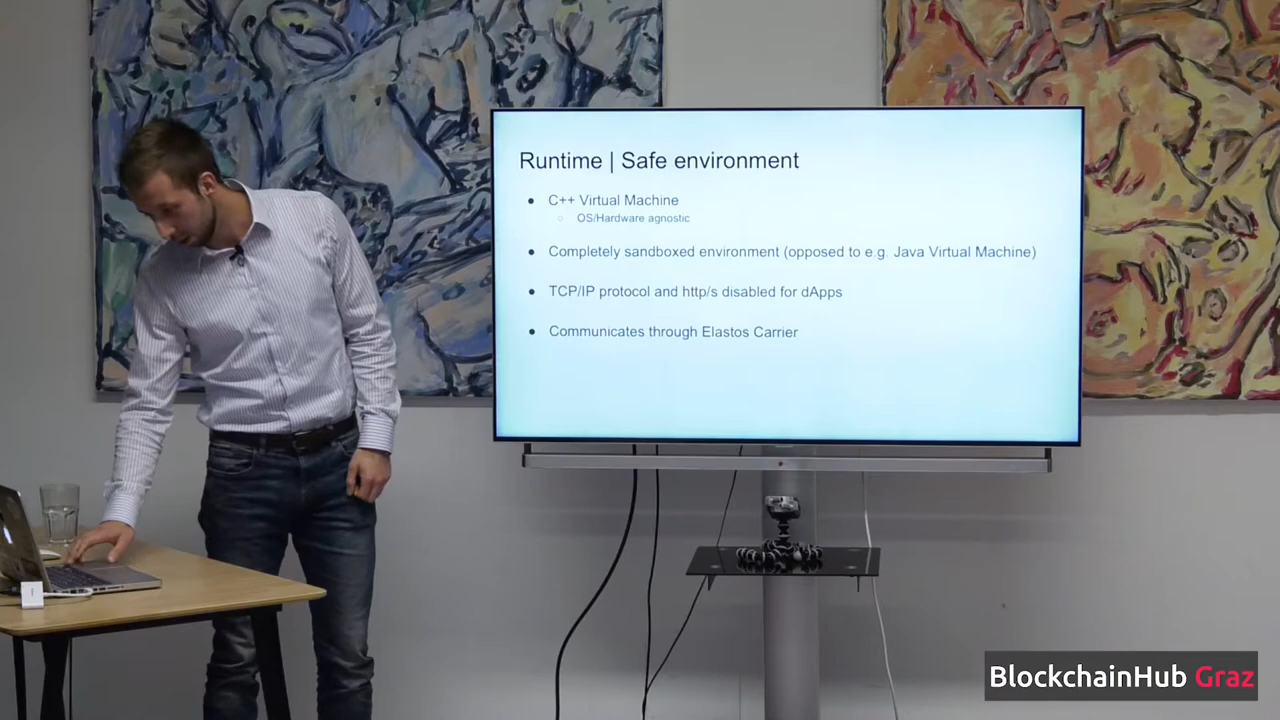 Runtime | Safe environment
● C++ Virtual Machine
○ OS/Hardware agnostic
● Completely sandboxed environment (opposed to e.g. Java Virtual Machine)
● TCP/IP protocol and http/s disabled for dApps
● Communicates through Elastos Carrier
BlockchainHub Graz